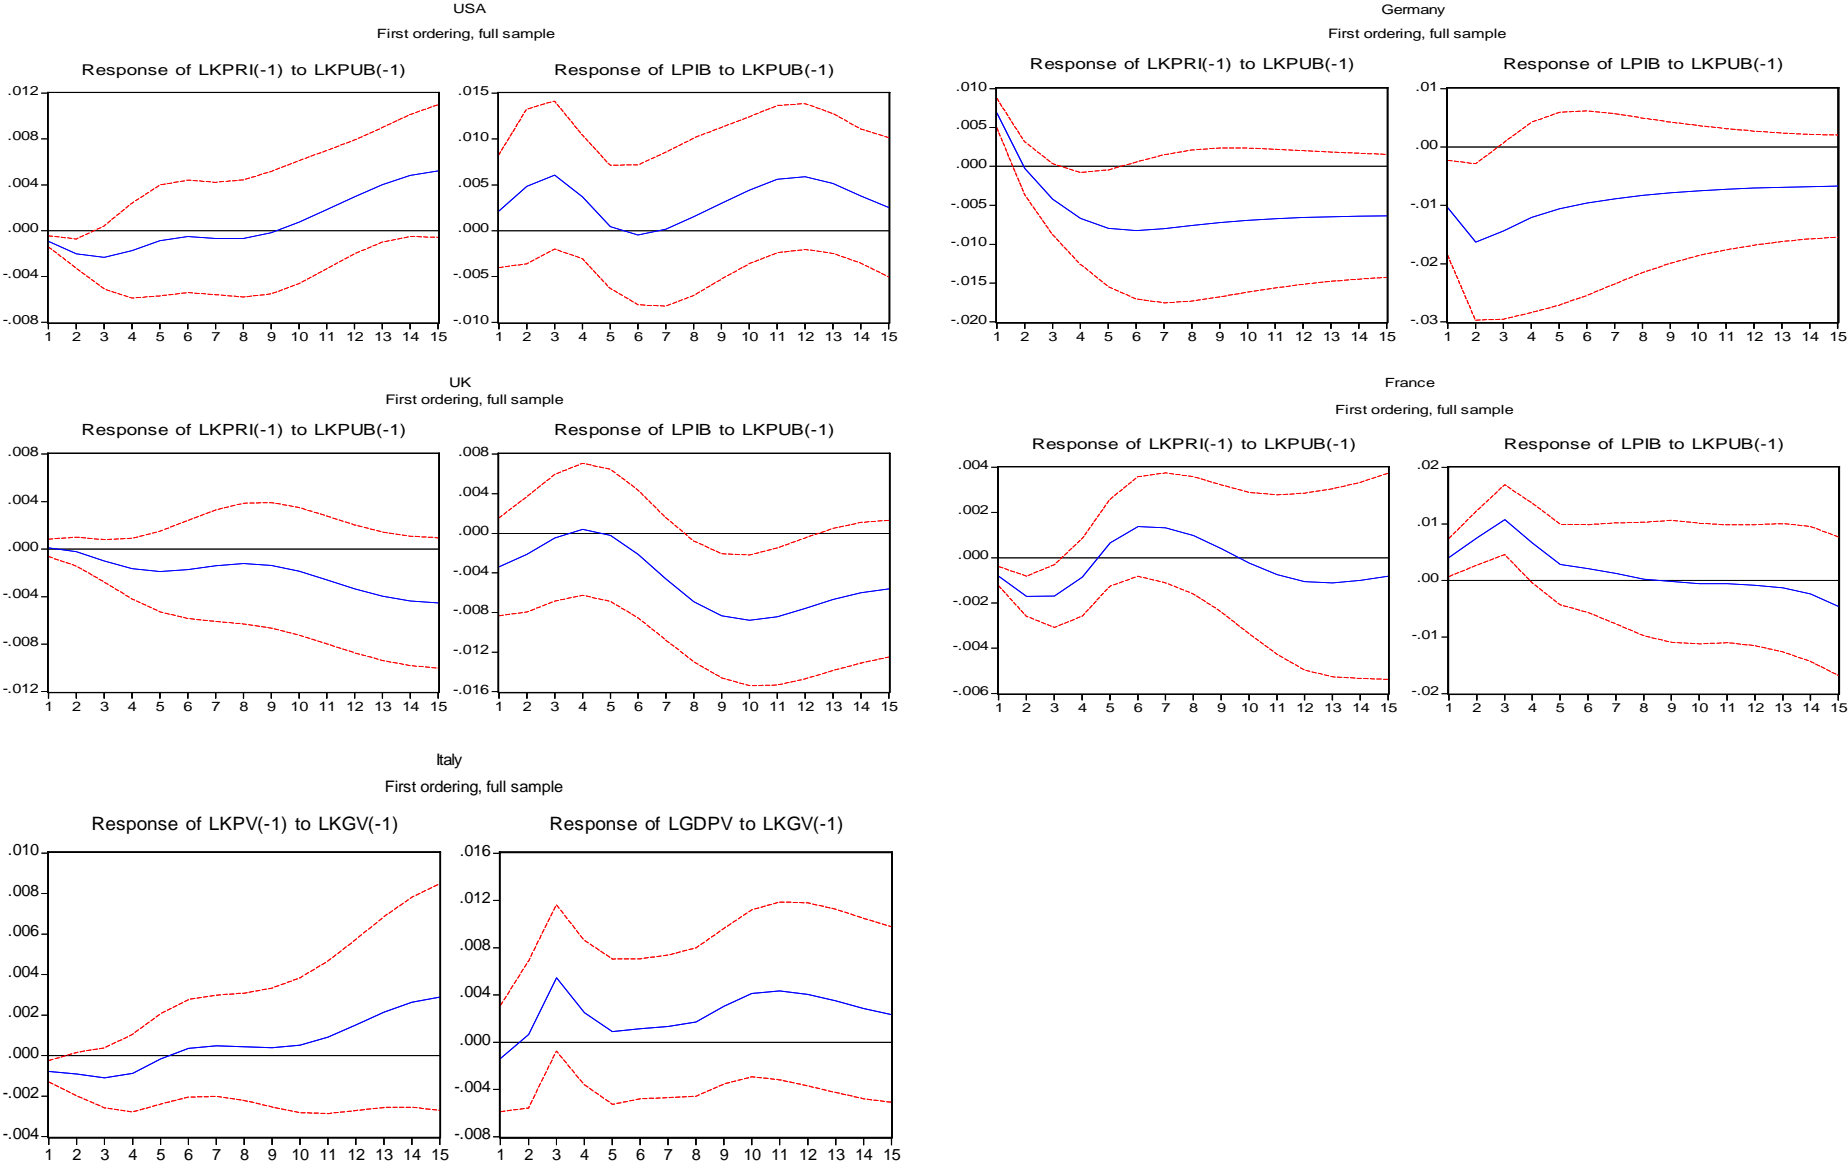 USA
First ordering, full sample
Response of LKPRI(-1) to LKPUB(-1)
.012
.008
.004
.000
-.004
-.008
1 2 3 4 5 6 7 8 9 10 11 12 13 14 15
Response of LPIB to LKPUB(-1)
.015
.010
.005
.000
-.005
-.010
1 2 3 4 5 6 7 8 9 10 11 12 13 14 15
Germany
First ordering, full sample
Response of LKPRI(-1) to LKPUB(-1)
.010
.005
.000
-.005
-.010
-.015
-.020
1 2 3 4 5 6 7 8 9 10 11 12 13 14 15
Response of LPIB to LKPUB(-1)
.01
.00
-.01
-.02
-.03
1 2 3 4 5 6 7 8 9 10 11 12 13 14 15
UK
First ordering, full sample
Response of LKPRI(-1) to LKPUB(-1)
.008
.004
.000
-.004
-.008
-.012
1 2 3 4 5 6 7 8 9 10 11 12 13 14 15
Response of LPIB to LKPUB(-1)
.008
.004
.000
-.004
-.008
-.012
-.016
1 2 3 4 5 6 7 8 9 10 11 12 13 14 15
France
First ordering, full sample
Response of LKPRI(-1) to LKPUB(-1)
.004
.002
.000
-.002
-.004
-.006
1 2 3 4 5 6 7 8 9 10 11 12 13 14 15
Response of LPIB to LKPUB(-1)
.02
.01
.00
-.01
-.02
1 2 3 4 5 6 7 8 9 10 11 12 13 14 15
Italy
First ordering, full sample
Response of LKPV(-1) to LKGV(-1)
.010
.008
.006
.004
.002
.000
-.002
-.004
1 2 3 4 5 6 7 8 9 10 11 12 13 14 15
Response of LGDPV to LKGV(-1)
.016
.012
.008
.004
.000
-.004
-.008
1 2 3 4 5 6 7 8 9 10 11 12 13 14 15